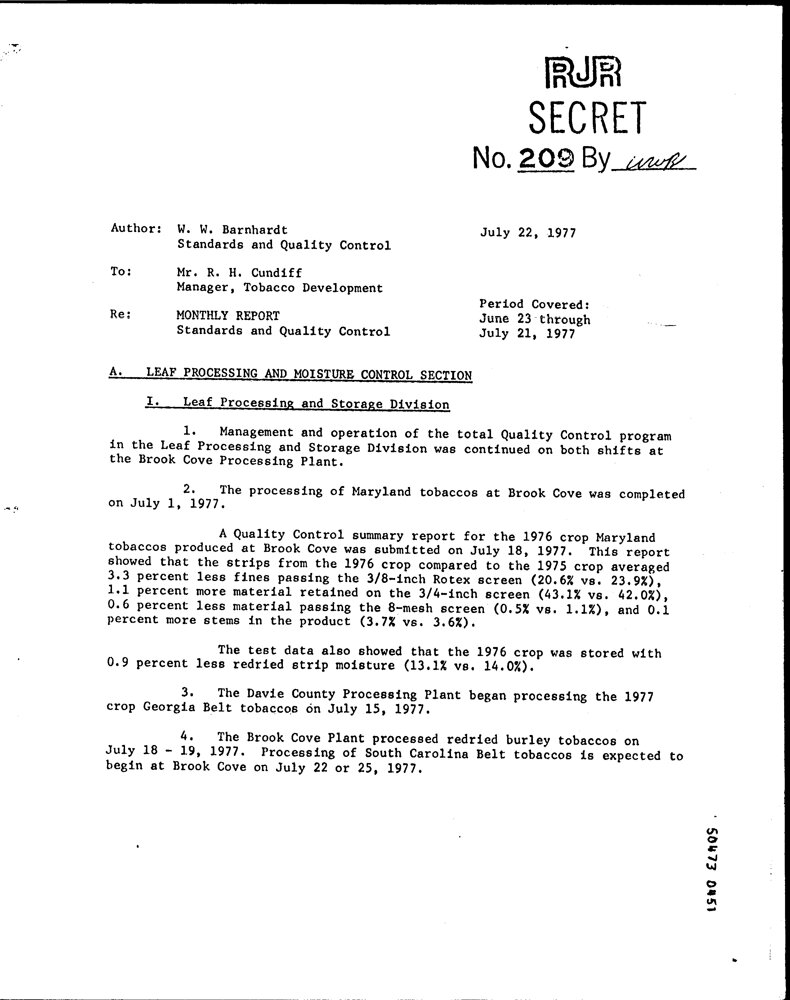 RJR
SECRET
No. 209 By
Author: W. W. Barnhardt
Standards and Quality Control
July 22, 1977
To: Mr. R. H. Cundiff
Manager, Tobacco Development
Re: MONTHLY REPORT
Standards and Quality Control
Period Covered:
June 23 through
July 21, 1977
A. LEAF PROCESSING AND MOISTURE CONTROL SECTION
I. Leaf Processing and Storage Division
1. Management and operation of the total Quality Control program
in the Leaf Processing and Storage Division was continued on both shifts at
the Brook Cove Processing Plant.
2. The processing of Maryland tobaccos at Brook Cove was completed
on July 1, 1977.
A Quality Control summary report for the 1976 crop Maryland
tobaccos produced at Brook Cove was submitted on July 18, 1977. This report
showed that the strips from the 1976 crop compared to the 1975 crop averaged
3.3 percent less fines passing the 3/8-inch Rotex screen (20.6% vs. 23.9%),
1.1 percent more material retained on the 3/4-inch screen (43.1% vs. 42.0%),
0.6 percent less material passing the 8-mesh screen (0.5% vs. 1.1%), and 0.1
percent more stems in the product (3.7% vs. 3.6%).
The test data also showed that the 1976 crop was stored with
0.9 percent less redried strip moisture (13.1% vs. 14.0%).
3. The Davie County Processing Plant began processing the 1977
crop Georgia Belt tobaccos on July 15, 1977.
4. The Brook Cove Plant processed redried burley tobaccos on
July 18 - 19, 1977. Processing of South Carolina Belt tobaccos is expected to
begin at Brook Cove on July 22 or 25, 1977.
50473 0451